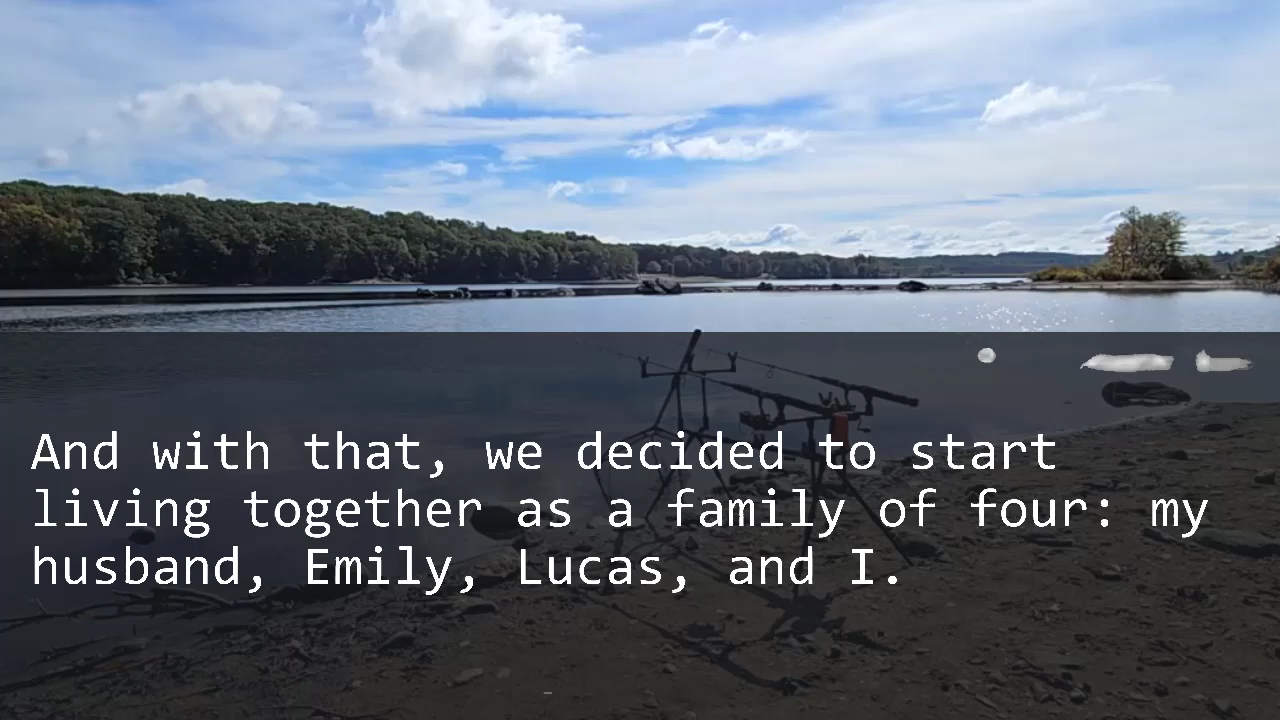 And with that, we decided to start
living together as a family of four: my
husband, Emily, Lucas, and I.